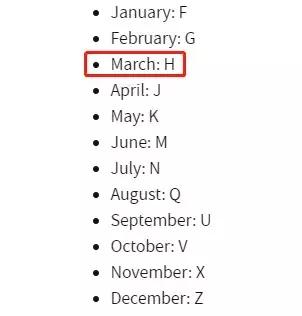 January: F
February: G
March: H
April: J
May: K
June: M
July: N
August: Q
September: U
October: V
November: X
December: Z